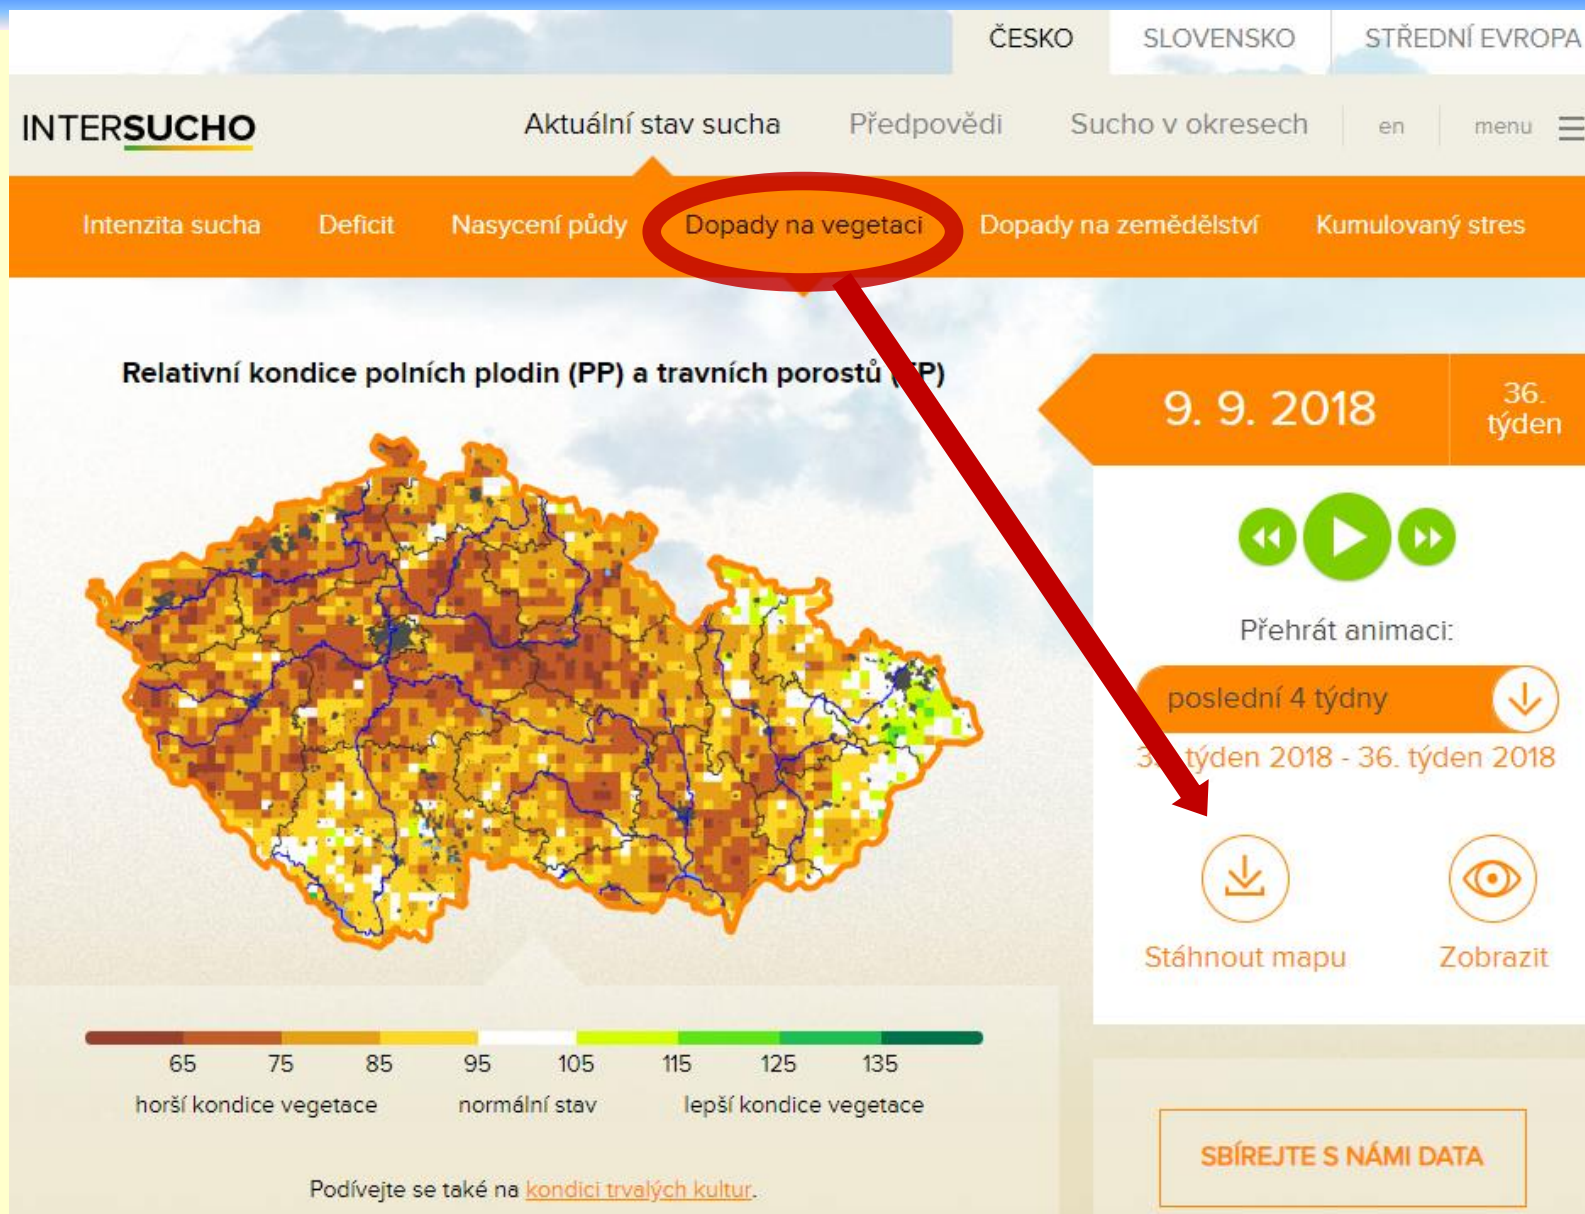 ČESKO SLOVENSKO STŘEDNÍ EVROPA
INTERSUCHO Aktuální stav sucha Předpovědi Sucho v okresech en menu
Intenzita sucha Deficit Nasycení půdy Dopady na vegetaci Dopady na zemědělství Kumulovaný stres
Relativní kondice polních plodin (PP) a travních porostů
9. 9. 2018
36.
týden
Přehrát animaci:
poslední 4 týdny
týden 2018 - 36. týden 2018
Stáhnout mapu Zobrazit
65 75 85 95 105 115 125 135
horší kondice vegetace normální stav lepší kondice vegetace
Podívejte se také na kondici trvalých kultur.
SBÍREJTE S NÁMI DATA